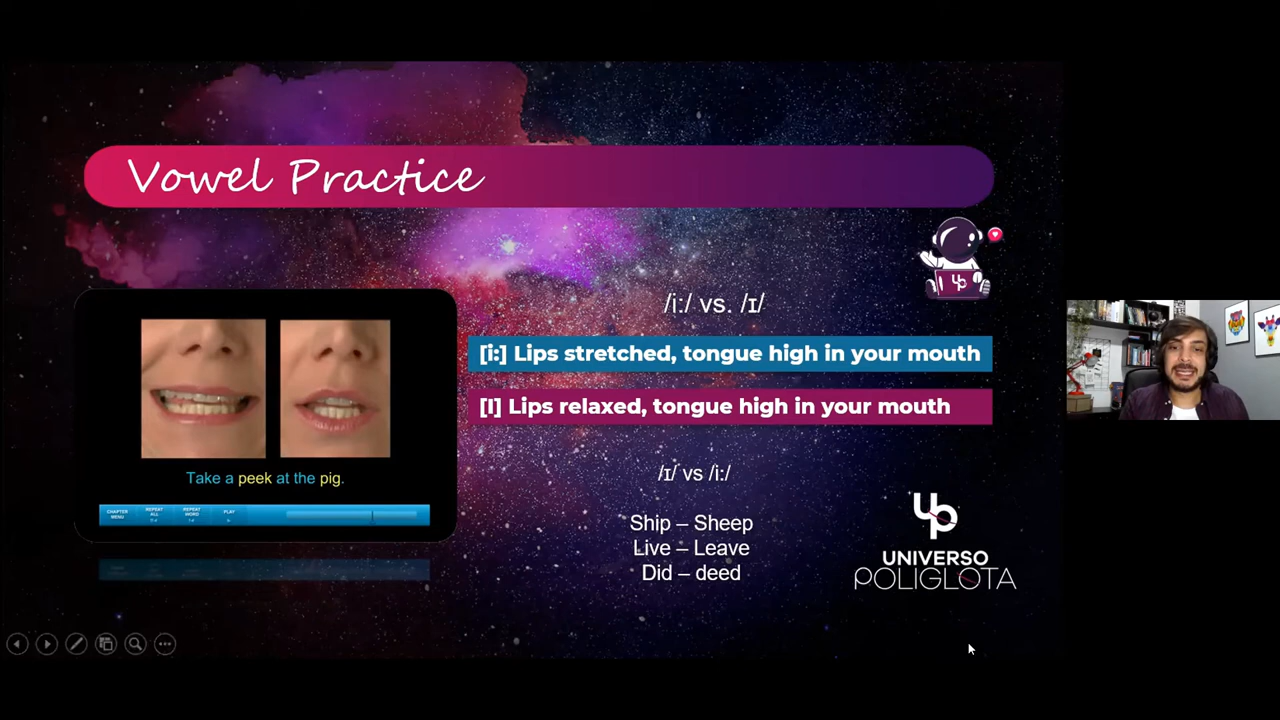 Vowel Practice
/i:/ vs. /ɪ/
[i:] Lips stretched, tongue high in your mouth
[I] Lips relaxed, tongue high in your mouth
Take a peek at the pig.
CHAPTER MENU
REPEAT ALL
REPEAT WORD
PLAY
/ɪ/ vs /i:/
Ship – Sheep
Live – Leave
Did – deed
up
UNIVERSO
POLIGLOTA